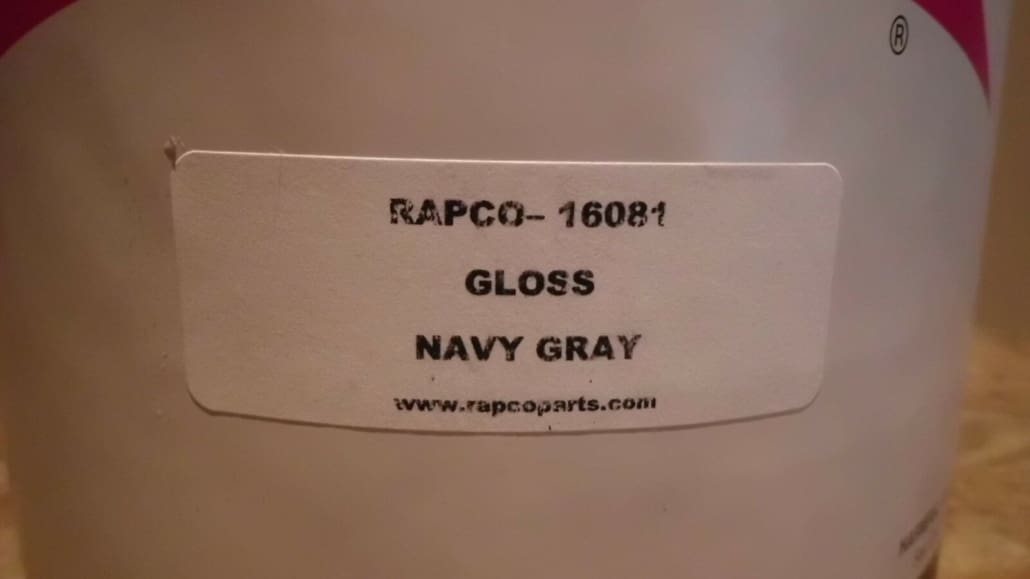 ®
RAPCO– 16081
GLOSS
NAVY GRAY
www.rapcoparts.com